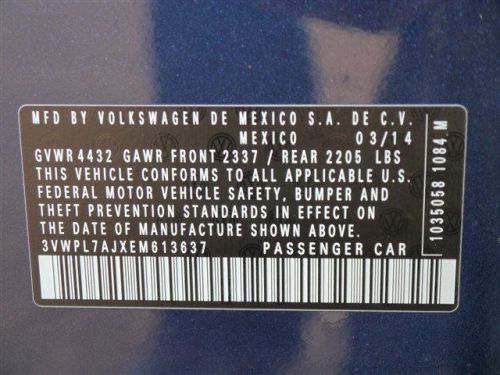 MFD BY VOLKSWAGEN DE MEXICO S.A. DE C.V.
MEXICO 03/14
GVWR 4432 GAWR FRONT 2337 / REAR 2205 LBS
THIS VEHICLE CONFORMS TO ALL APPLICABLE U.S.
FEDERAL MOTOR VEHICLE SAFETY, BUMPER AND
THEFT PREVENTION STANDARDS IN EFFECT ON
THE DATE OF MANUFACTURE SHOWN ABOVE.
3VWPL7AJXEM613637 PASSENGER CAR
1035058 1084 M